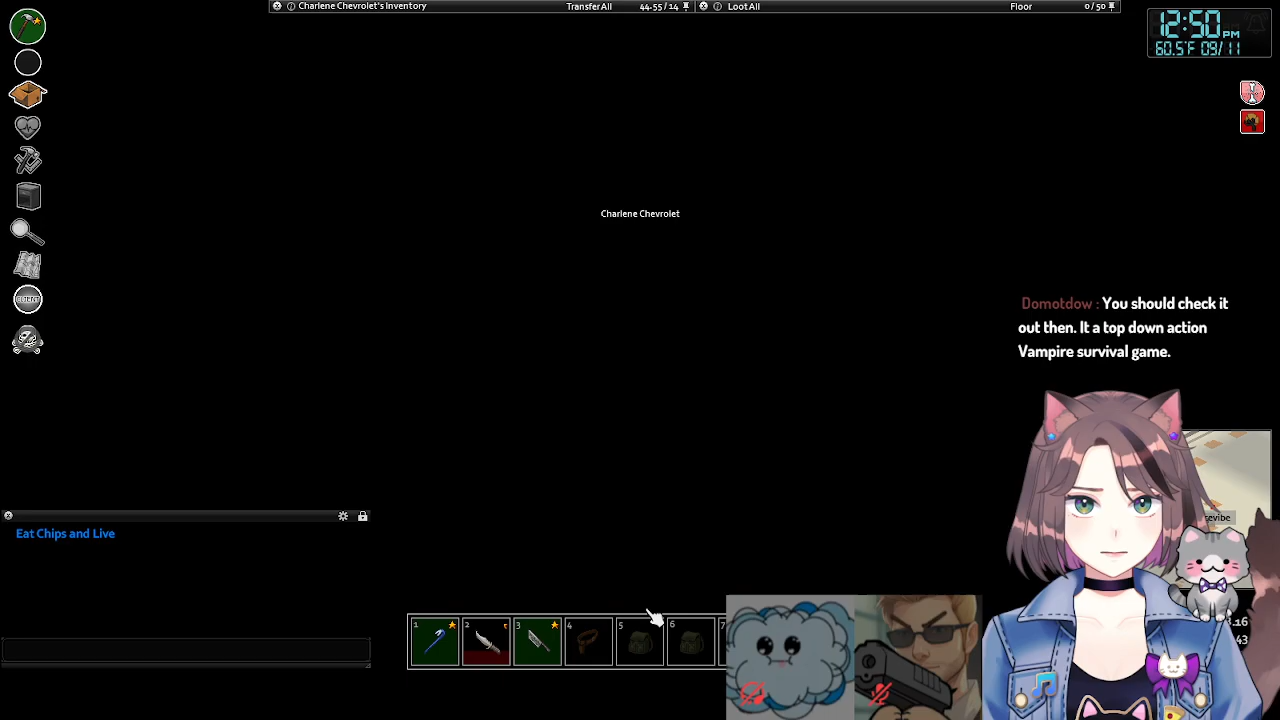 Charlene Chevrolet's Inventory Transfer All 44.55 / 14 Loot All Floor 0 / 50
12:50 PM
60.5°F 09/11
CLIENT
Charlene Chevrolet
Domotdow : You should check it
out then. It a top down action
Vampire survival game.
Eat Chips and Live
1 2 3 4 5 6 7